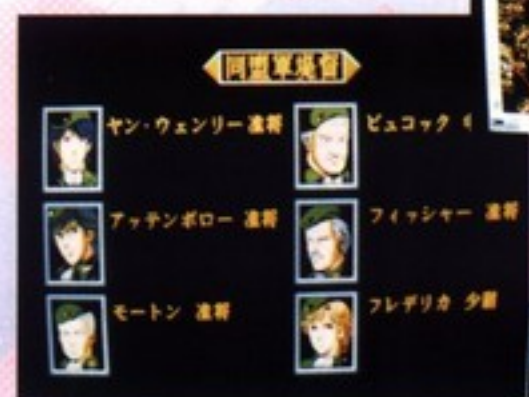 同盟軍提督
ヤン・ウェンリー 准将
ビュコック
アッテンボロー 准将
フィッシャー 准将
モートン 准将
フレデリカ 少尉